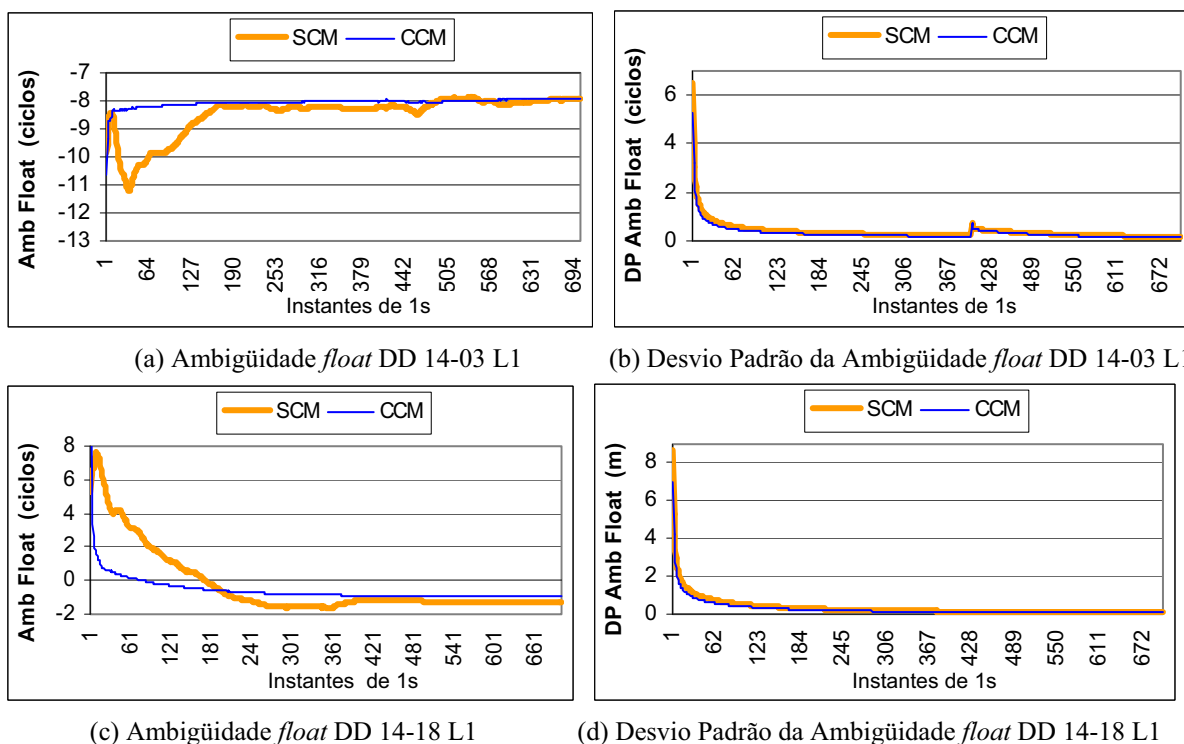 SCM CCM
Amb Float (ciclos)
-7
-8
-9
-10
-11
-12
-13
1 64 127 190 253 316 379 442 505 568 631 694
Instantes de 1s
(a) Ambigüidade float DD 14-03 L1
SCM CCM
DP Amb Float (ciclos)
6
4
2
0
1 62 123 184 245 306 367 428 489 550 611 672
Instantes de 1s
(b) Desvio Padrão da Ambigüidade float DD 14-03 L1
SCM CCM
Amb Float (ciclos)
8
6
4
2
0
-2
1 61 121 181 241 301 361 421 481 541 601 661
Instantes de 1s
(c) Ambigüidade float DD 14-18 L1
SCM CCM
DP Amb Float (m)
8
6
4
2
0
1 62 123 184 245 306 367 428 489 550 611 672
Instantes de 1s
(d) Desvio Padrão da Ambigüidade float DD 14-18 L1